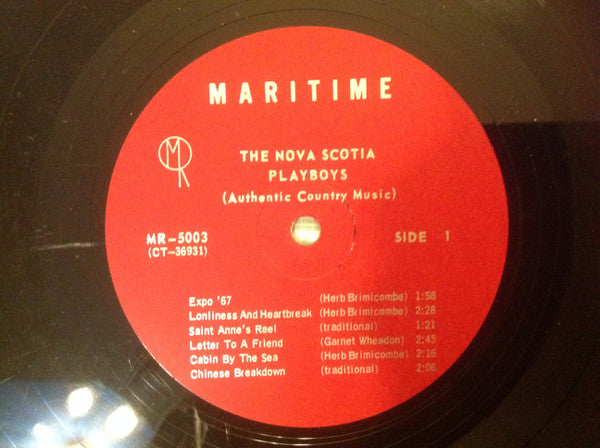 MARITIME
MR
THE NOVA SCOTIA
PLAYBOYS
(Authentic Country Music)
MR-5003
(CT-36931)
SIDE 1
Expo '67 (Herb Brimicombe) 1:58
Lonliness And Heartbreak (Herb Brimicombe) 2:28
Saint Anne's Reel (traditional) 1:21
Letter To A Friend (Garnet Wheadon) 2:45
Cabin By The Sea (Herb Brimicombe) 2:16
Chinese Breakdown (traditional) 2:06